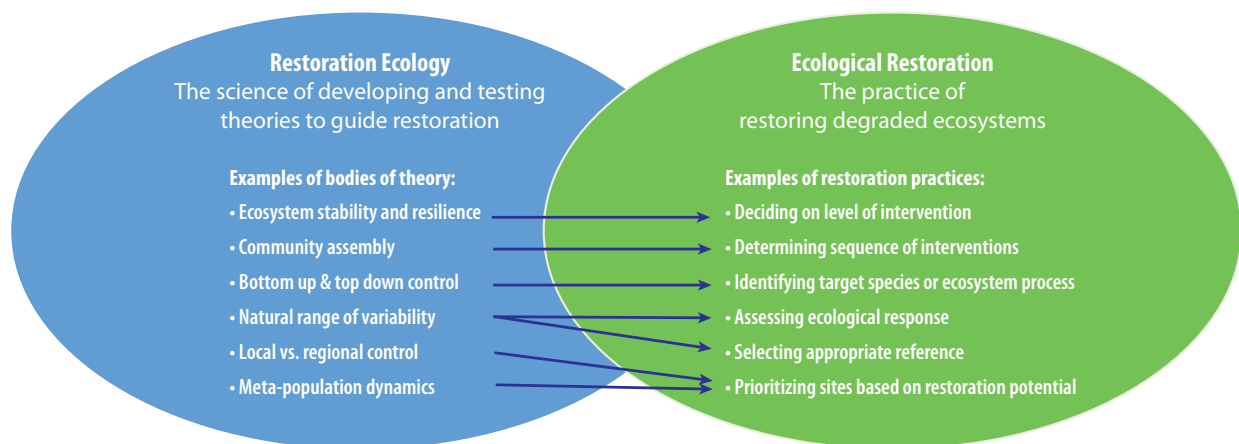 Restoration Ecology
The science of developing and testing
theories to guide restoration
Examples of bodies of theory:
• Ecosystem stability and resilience
• Community assembly
• Bottom up & top down control
• Natural range of variability
• Local vs. regional control
• Meta-population dynamics
Ecological Restoration
The practice of
restoring degraded ecosystems
Examples of restoration practices:
• Deciding on level of intervention
• Determining sequence of interventions
• Identifying target species or ecosystem process
• Assessing ecological response
• Selecting appropriate reference
• Prioritizing sites based on restoration potential